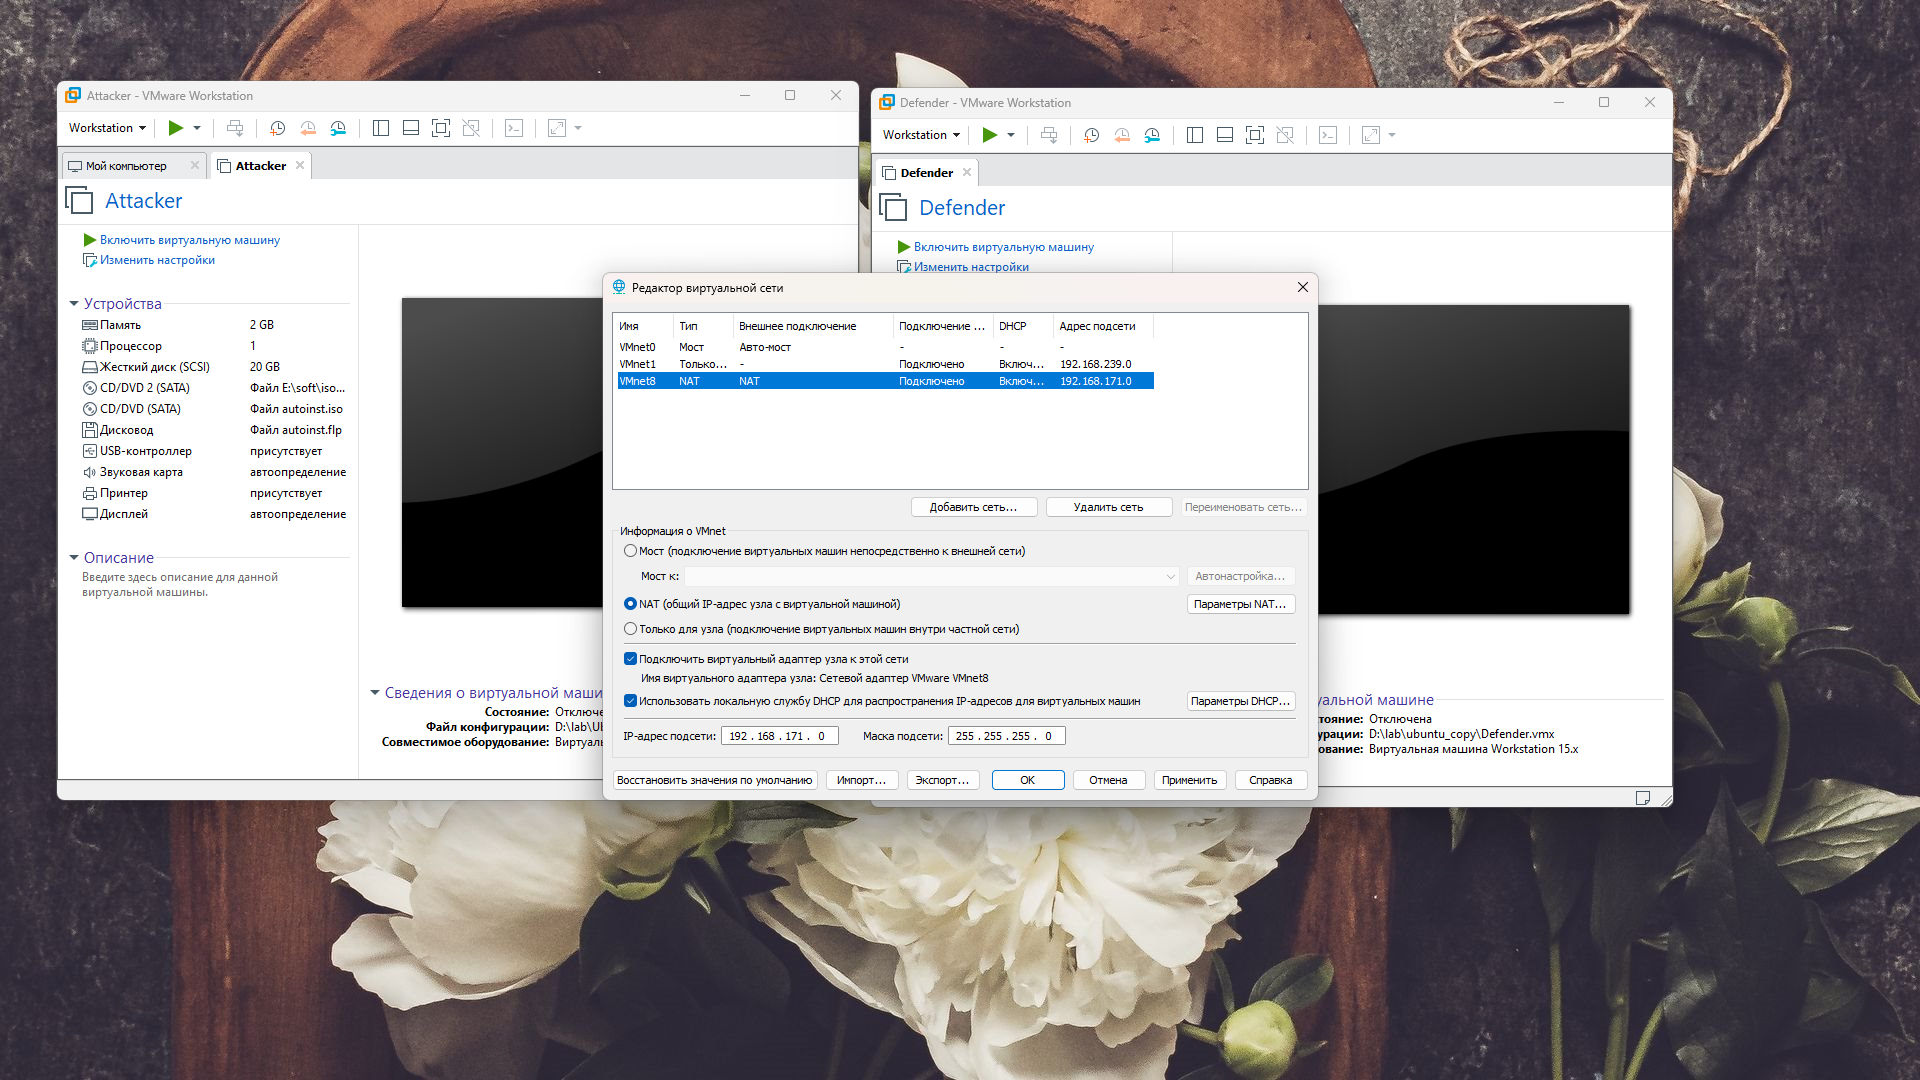 Attacker - VMware Workstation
Workstation
Мой компьютер
Attacker
Attacker
Включить виртуальную машину
Изменить настройки
Устройства
Память 2 GB
Процессор 1
Жесткий диск (SCSI) 20 GB
CD/DVD 2 (SATA) Файл E:\soft\iso...
CD/DVD (SATA) Файл autoinst.iso
Дисковод Файл autoinst.flp
USB-контроллер присутствует
Звуковая карта автоопределение
Принтер присутствует
Дисплей автоопределение
Описание
Введите здесь описание для данной
виртуальной машины.
Сведения о виртуальной маши
Состояние: Отключе
Файл конфигурации: D:\lab\Ul
Совместимое оборудование: Виртуаль
Defender - VMware Workstation
Workstation
Defender
Defender
Включить виртуальную машину
Изменить настройки
уальной машине
тояние: Отключена
урации: D:\lab\ubuntu_copy\Defender.vmx
ование: Виртуальная машина Workstation 15.x
Редактор виртуальной сети
Имя Тип Внешнее подключение Подключение ... DHCP Адрес подсети
VMnet0 Мост Авто-мост - - -
VMnet1 Только... - Подключено Включ... 192.168.239.0
VMnet8 NAT NAT Подключено Включ... 192.168.171.0
Добавить сеть... Удалить сеть Переименовать сеть...
Информация о VMnet
Мост (подключение виртуальных машин непосредственно к внешней сети)
Мост к: Автонастройка...
NAT (общий IP-адрес узла с виртуальной машиной) Параметры NAT...
Только для узла (подключение виртуальных машин внутри частной сети)
Подключить виртуальный адаптер узла к этой сети
Имя виртуального адаптера узла: Сетевой адаптер VMware VMnet8
Использовать локальную службу DHCP для распространения IP-адресов для виртуальных машин Параметры DHCP...
IP-адрес подсети: 192 . 168 . 171 . 0 Маска подсети: 255 . 255 . 255 . 0
Восстановить значения по умолчанию Импорт... Экспорт... ОК Отмена Применить Справка